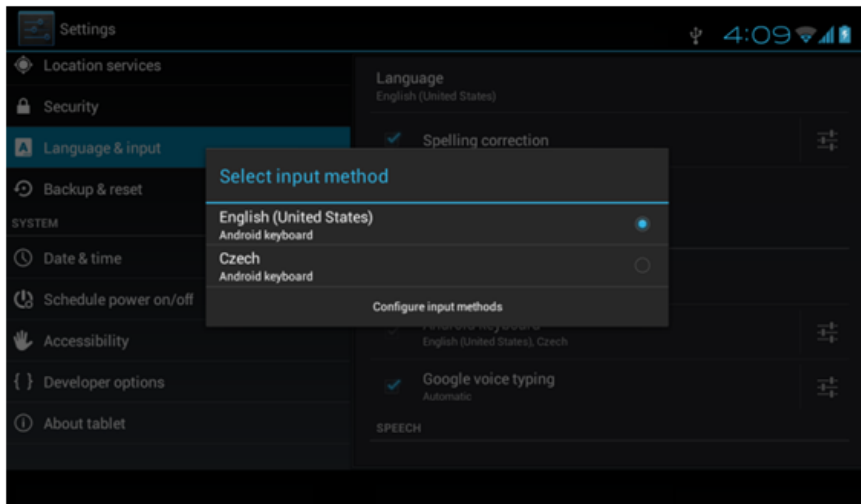 Settings
4:09
Location services
Security
Language & input
Backup & reset
SYSTEM
Date & time
Schedule power on/off
Accessibility
{ } Developer options
About tablet
Language
English (United States)
Spelling correction
Select input method
English (United States)
Android keyboard
Czech
Android keyboard
Configure input methods
Android keyboard
English (United States), Czech
Google voice typing
Automatic
SPEECH